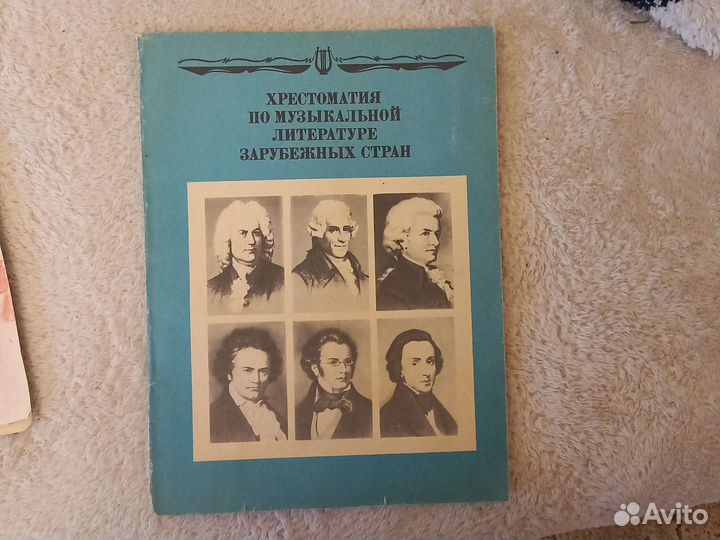 ХРЕСТОМАТИЯ
ПО МУЗЫКАЛЬНОЙ
ЛИТЕРАТУРЕ
ЗАРУБЕЖНЫХ СТРАН
Avito